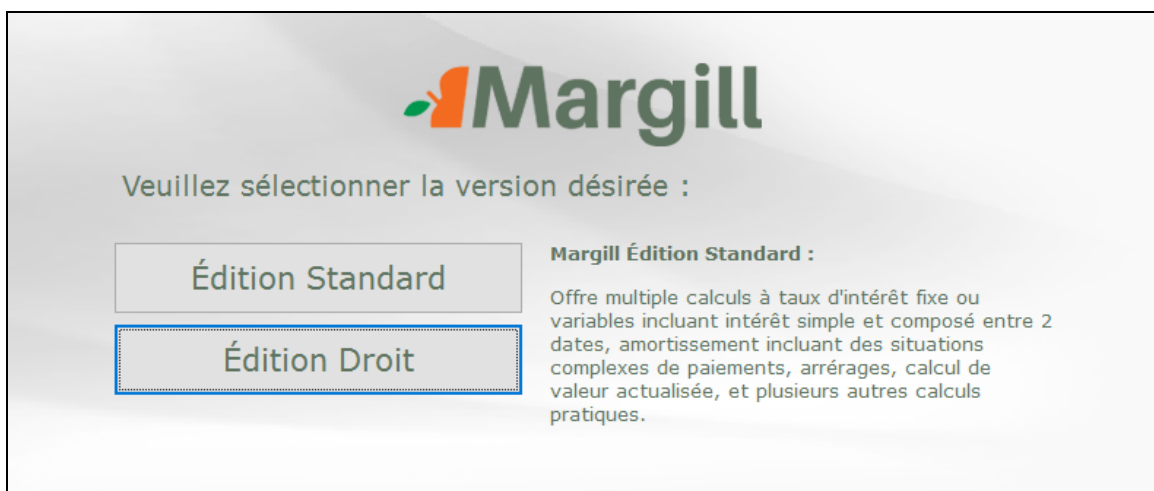 Margill
Veuillez sélectionner la version désirée :
Édition Standard
Édition Droit
Margill Édition Standard :
Offre multiple calculs à taux d'intérêt fixe ou
variables incluant intérêt simple et composé entre 2
dates, amortissement incluant des situations
complexes de paiements, arrérages, calcul de
valeur actualisée, et plusieurs autres calculs
pratiques.